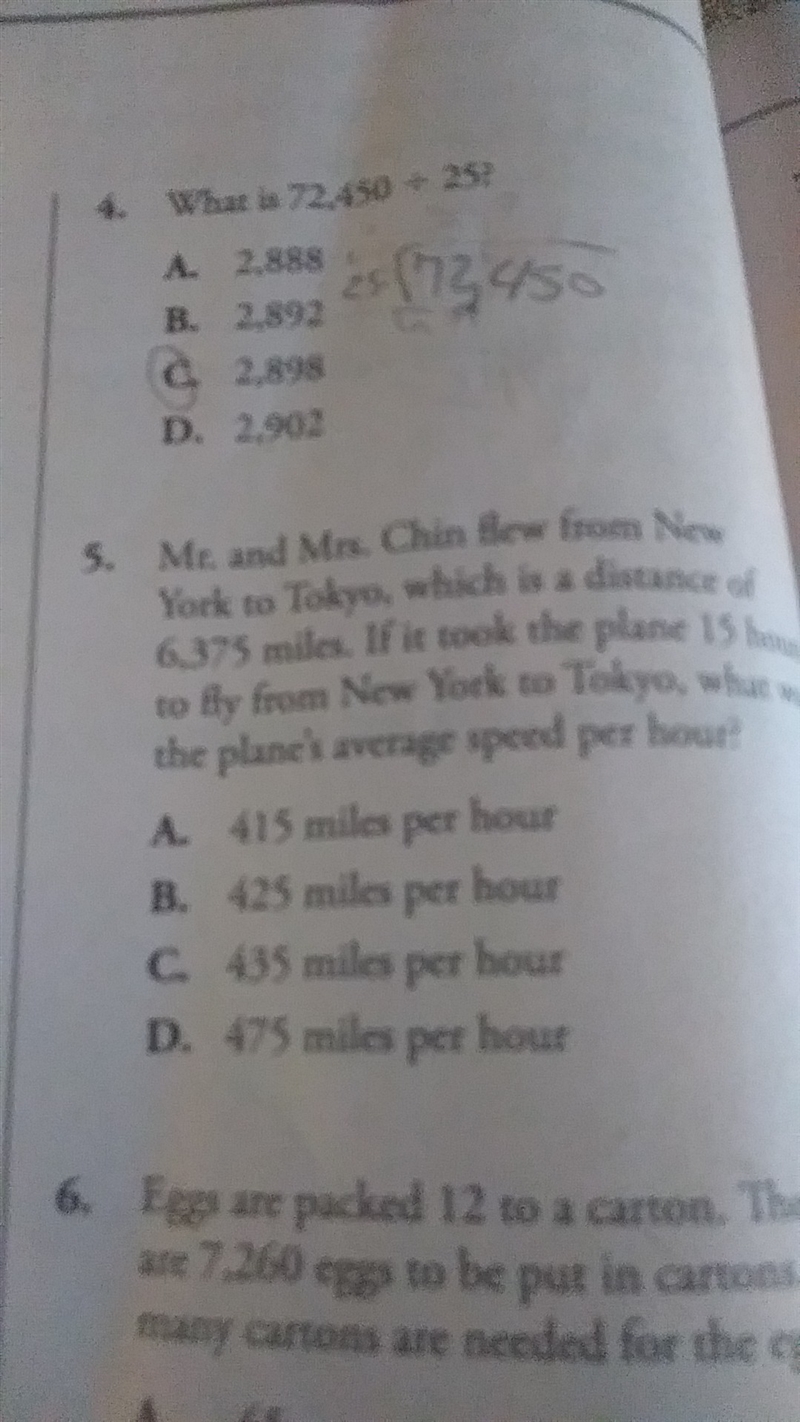 4. What is 72,450 ÷ 25?
A. 2,888
25 72,450
B. 2,892
C. 2,898
D. 2,902
5. Mr. and Mrs. Chin flew from New
York to Tokyo, which is a distance of
6,375 miles. If it took the plane 15
to fly from New York to Tokyo, what
the plane's average speed per hour?
A. 415 miles per hour
B. 425 miles per hour
C. 435 miles per hour
D. 475 miles per hour
6. Eggs are packed 12 to a carton.
are 7,260 eggs to be put in cartons.
many cartons are needed for the
A.